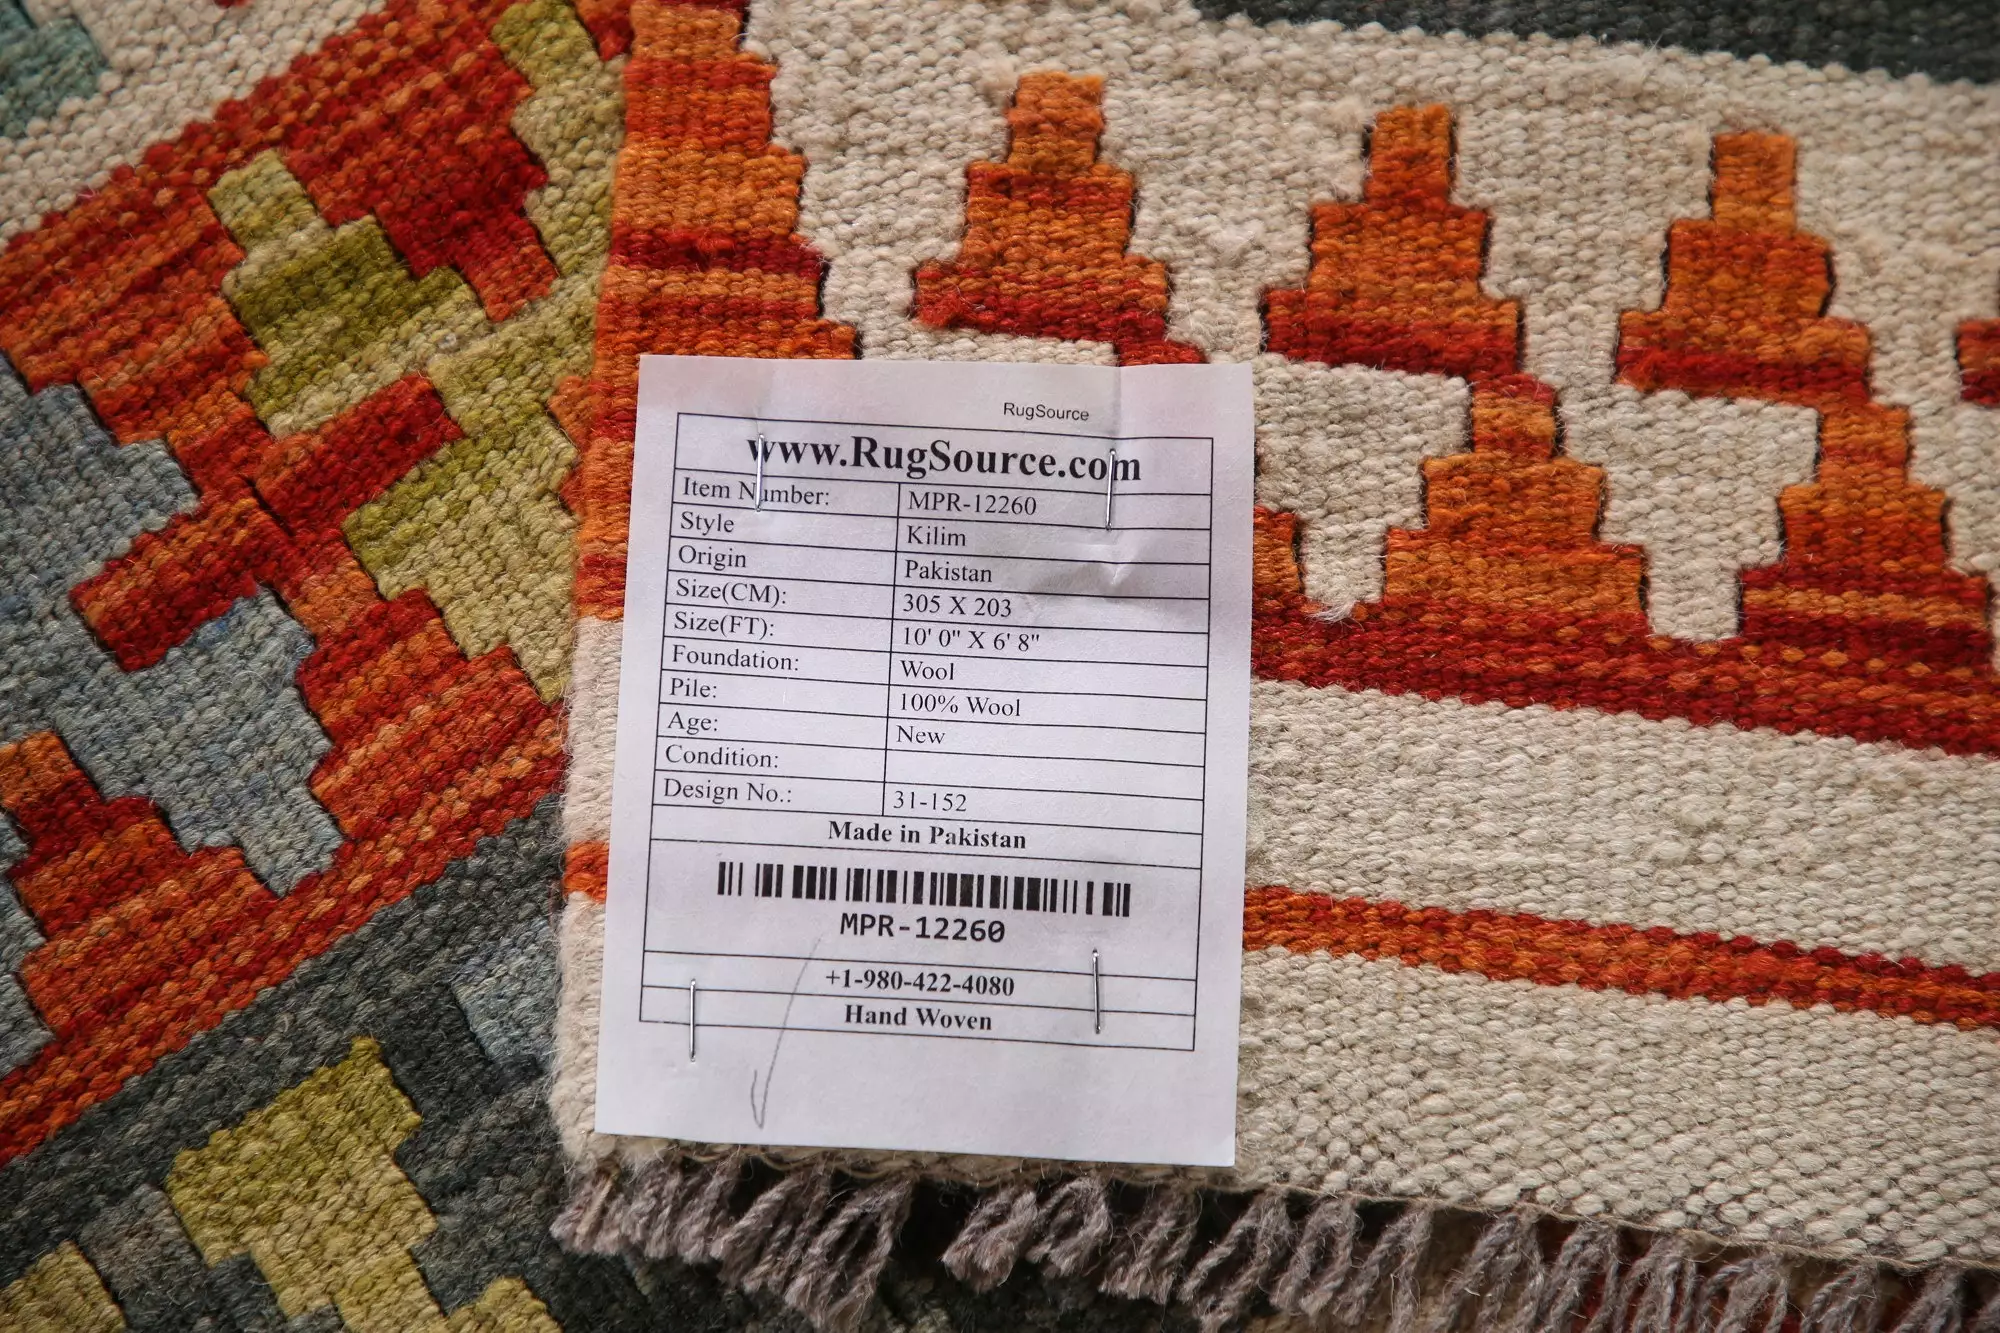 RugSource
www.RugSource.com
Item Number: MPR-12260
Style Kilim
Origin Pakistan
Size(CM): 305 X 203
Size(FT): 10' 0" X 6' 8"
Foundation: Wool
Pile: 100% Wool
Age: New
Condition:
Design No.: 31-152
Made in Pakistan
MPR-12260
+1-980-422-4080
Hand Woven